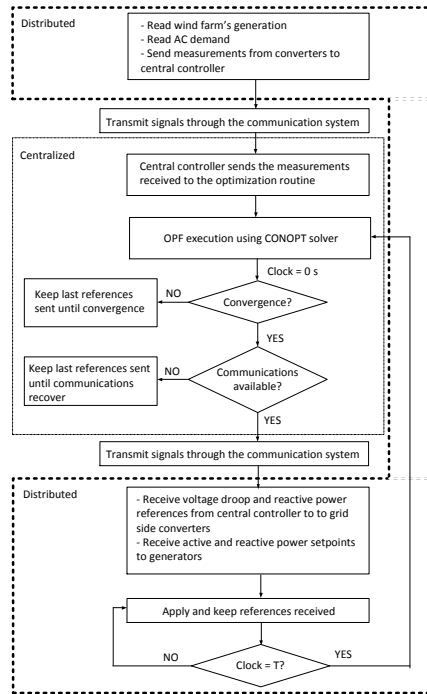 Distributed
- Read wind farm's generation
- Read AC demand
- Send measurements from converters to
central controller
Transmit signals through the communication system
Centralized
Central controller sends the measurements
received to the optimization routine
OPF execution using CONOPT solver
Clock = 0 s
Keep last references
sent until convergence
NO
Convergence?
YES
Keep last references sent
until communications
recover
NO
Communications
available?
YES
Transmit signals through the communication system
Distributed
- Receive voltage droop and reactive power
references from central controller to to grid
side converters
- Receive active and reactive power setpoints
to generators
Apply and keep references received
NO
Clock = T?
YES